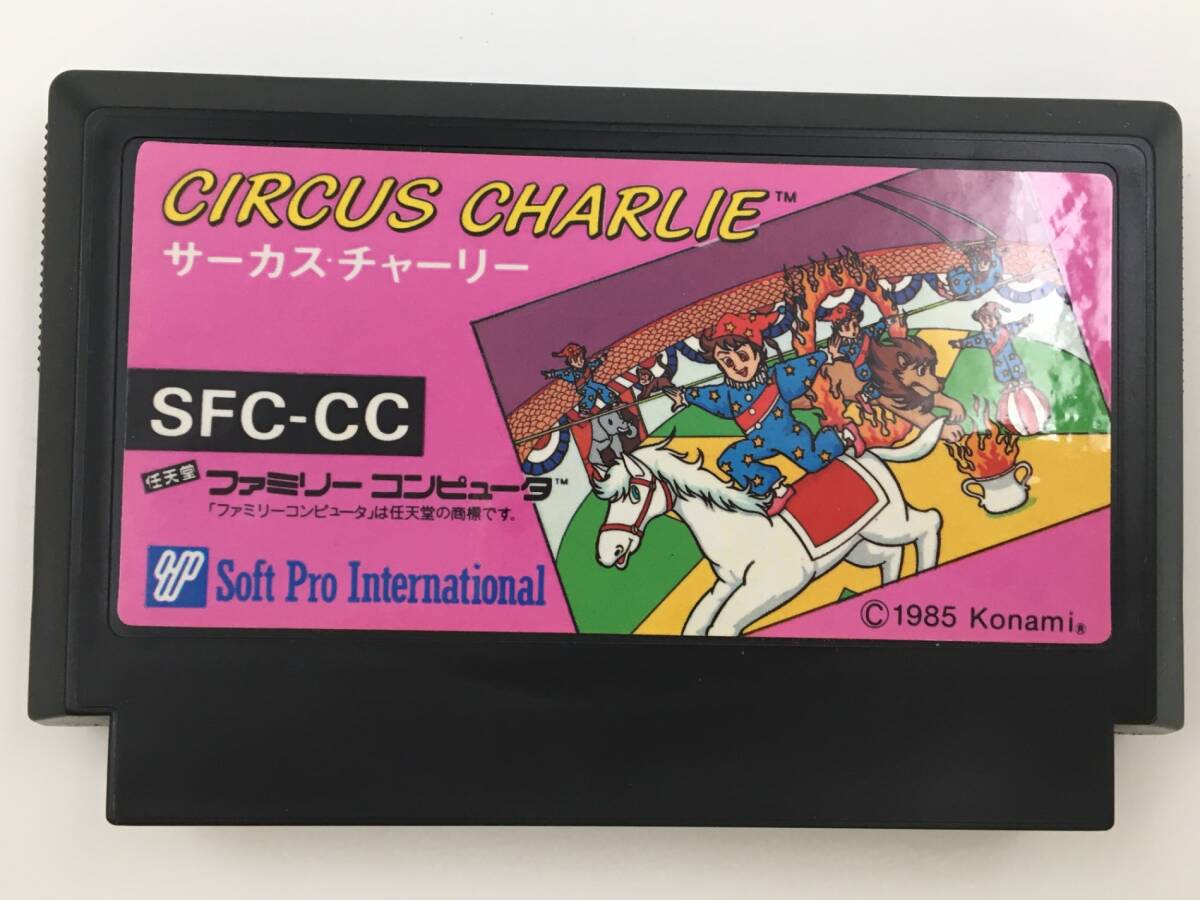 CIRCUS CHARLIE™
サーカス・チャーリー
SFC-CC
任天堂 ファミリー コンピュータ™
「ファミリーコンピュータ」は任天堂の商標です。
Soft Pro International
©1985 Konami®